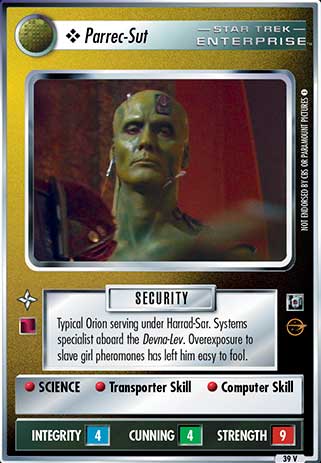 ❖ Parrec-Sut
STAR TREK
ENTERPRISE™
NOT ENDORSED BY CBS OR PARAMOUNT PICTURES
SECURITY
Typical Orion serving under Harrad-Sar. Systems
specialist aboard the Devna-Lev. Overexposure to
slave girl pheromones has left him easy to fool.
SCIENCE Transporter Skill Computer Skill
INTEGRITY 4 CUNNING 4 STRENGTH 9
39 V